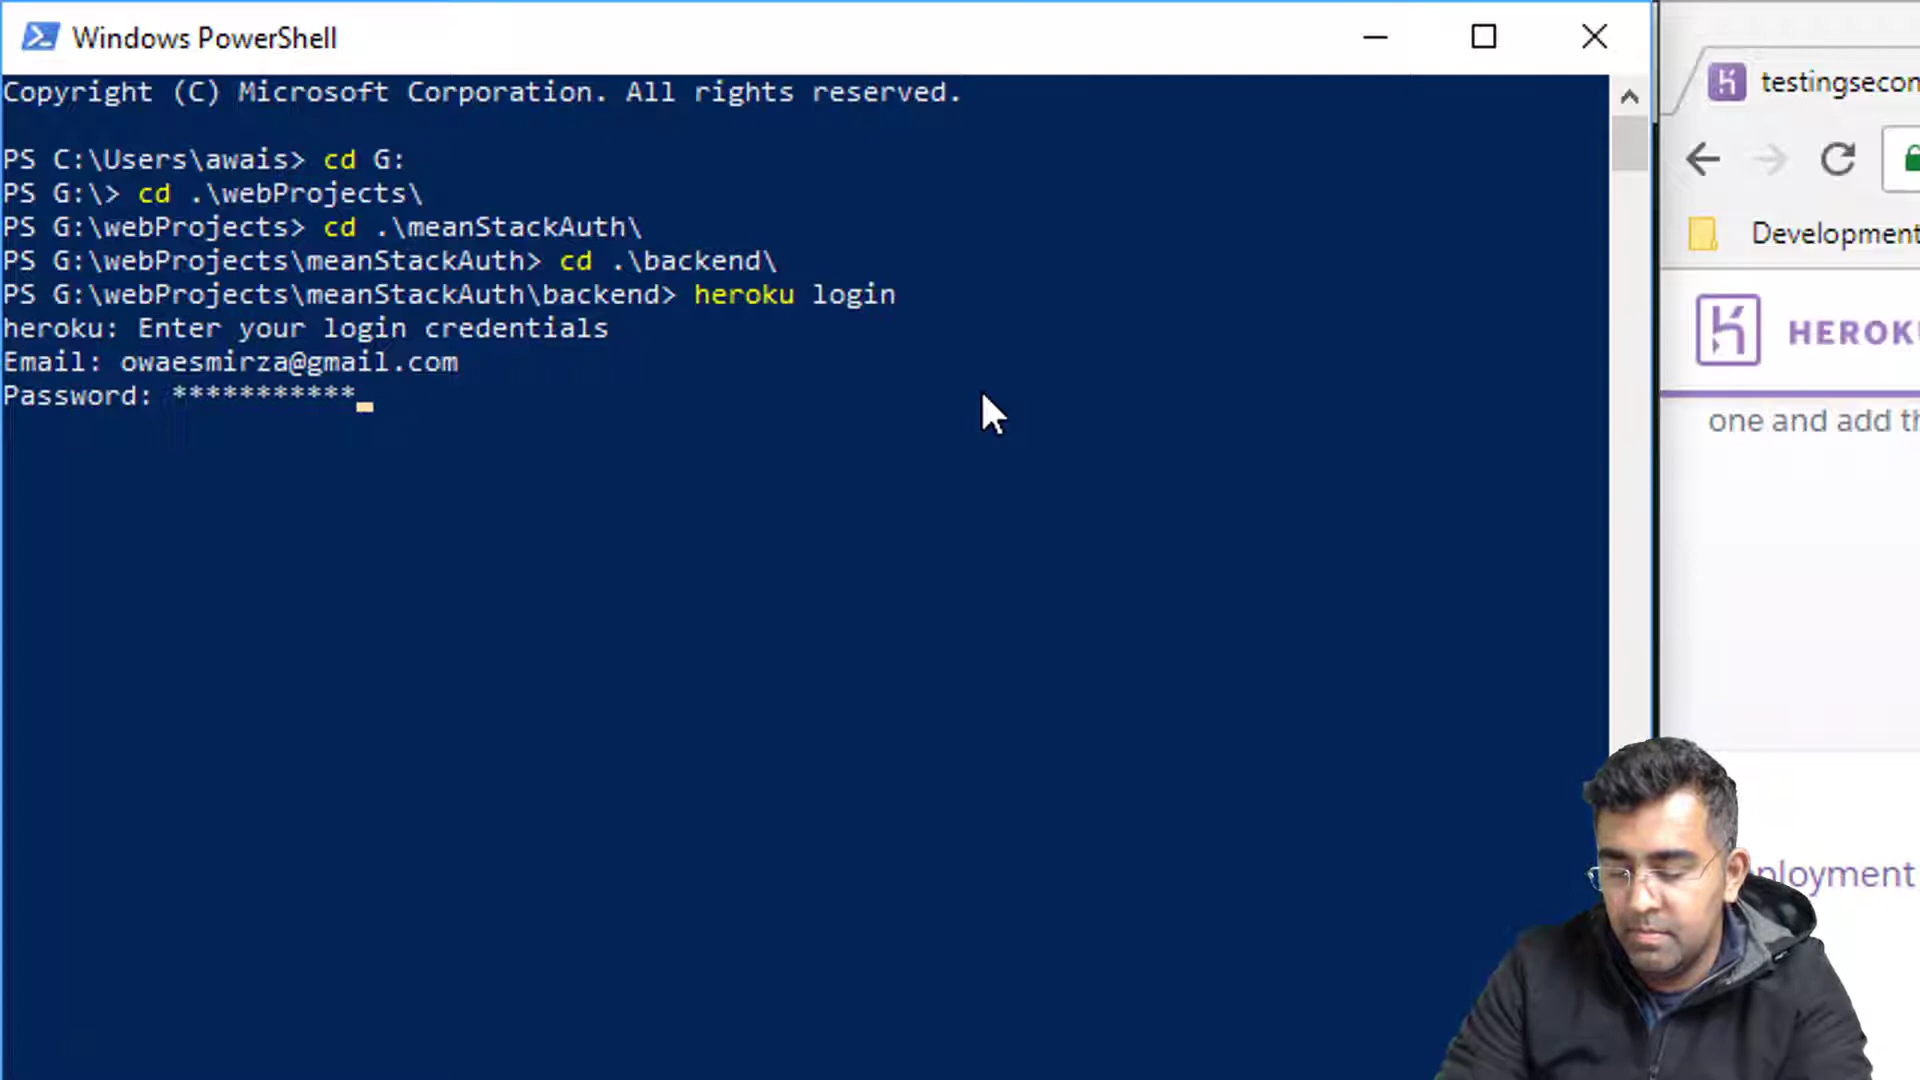 Windows PowerShell
Copyright (C) Microsoft Corporation. All rights reserved.
PS C:\Users\awais> cd G:
PS G:\> cd .\webProjects\
PS G:\webProjects> cd .\meanStackAuth\
PS G:\webProjects\meanStackAuth> cd .\backend\
PS G:\webProjects\meanStackAuth\backend> heroku login
heroku: Enter your login credentials
Email: owaesmirza@gmail.com
Password: ***********
testingsecon
Development
HEROKU
one and add th
ployment